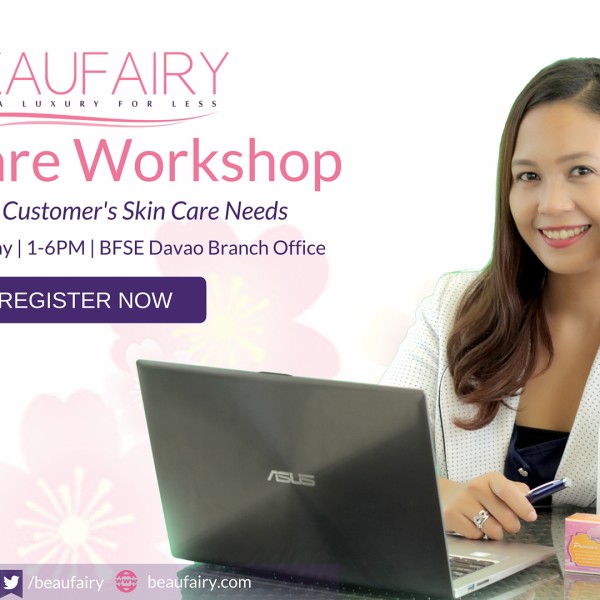 EAUFAIRY
A LUXURY FOR LESS
are Workshop
Customer's Skin Care Needs
ay | 1-6PM | BFSE Davao Branch Office
REGISTER NOW
ASUS
/beaufairy beaufairy.com